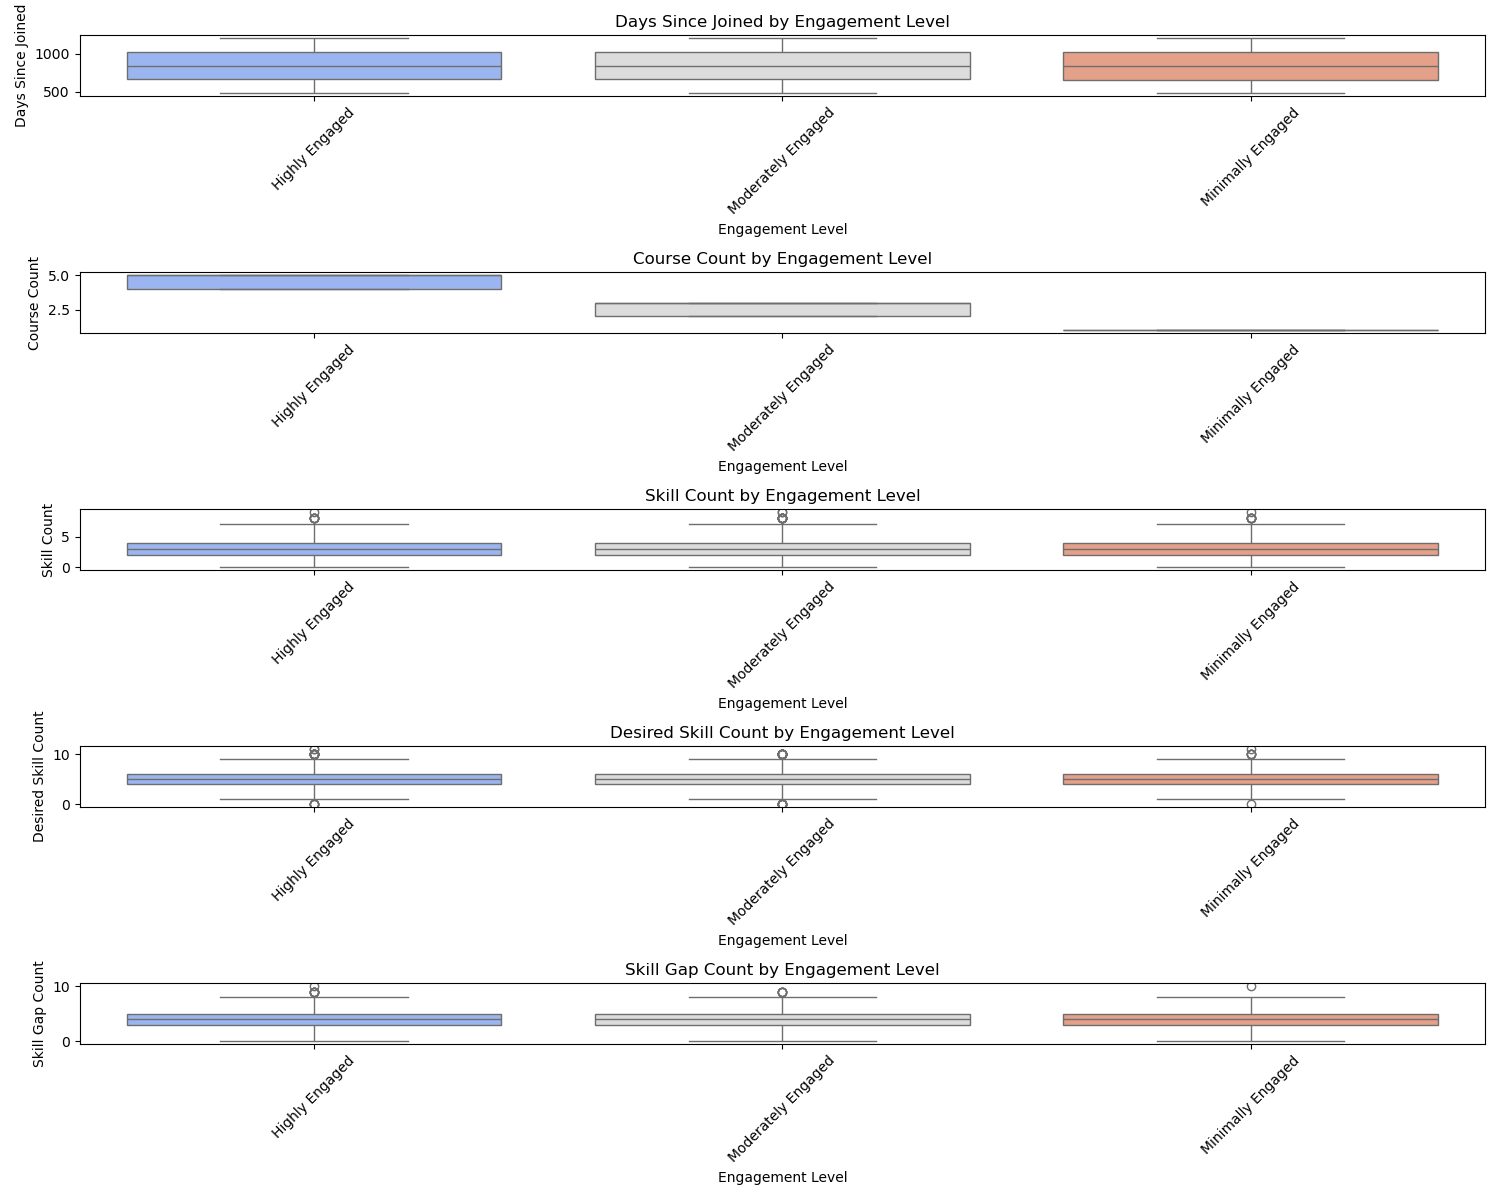 Days Since Joined by Engagement Level
Days Since Joined
1000
500
Highly Engaged
Moderately Engaged
Minimally Engaged
Engagement Level
Course Count by Engagement Level
Course Count
5.0
2.5
Highly Engaged
Moderately Engaged
Minimally Engaged
Engagement Level
Skill Count by Engagement Level
Skill Count
5
0
Highly Engaged
Moderately Engaged
Minimally Engaged
Engagement Level
Desired Skill Count by Engagement Level
Desired Skill Count
10
0
Highly Engaged
Moderately Engaged
Minimally Engaged
Engagement Level
Skill Gap Count by Engagement Level
Skill Gap Count
10
0
Highly Engaged
Moderately Engaged
Minimally Engaged
Engagement Level